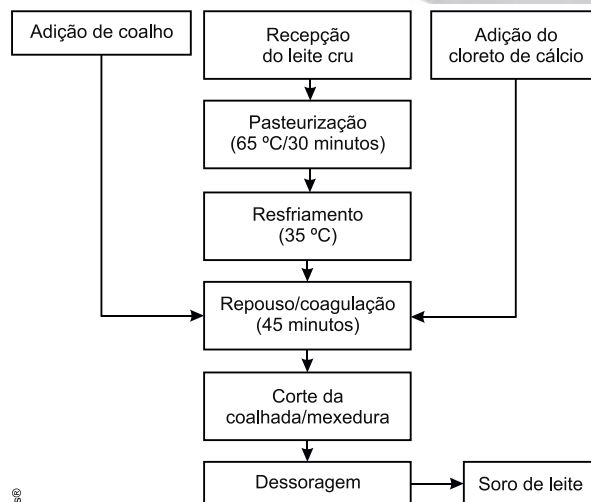 Adição de coalho
Recepção
do leite cru
Adição do
cloreto de cálcio
Pasteurização
(65 ºC/30 minutos)
Resfriamento
(35 ºC)
Repouso/coagulação
(45 minutos)
Corte da
coalhada/mexedura
Dessoragem
Soro de leite
s®